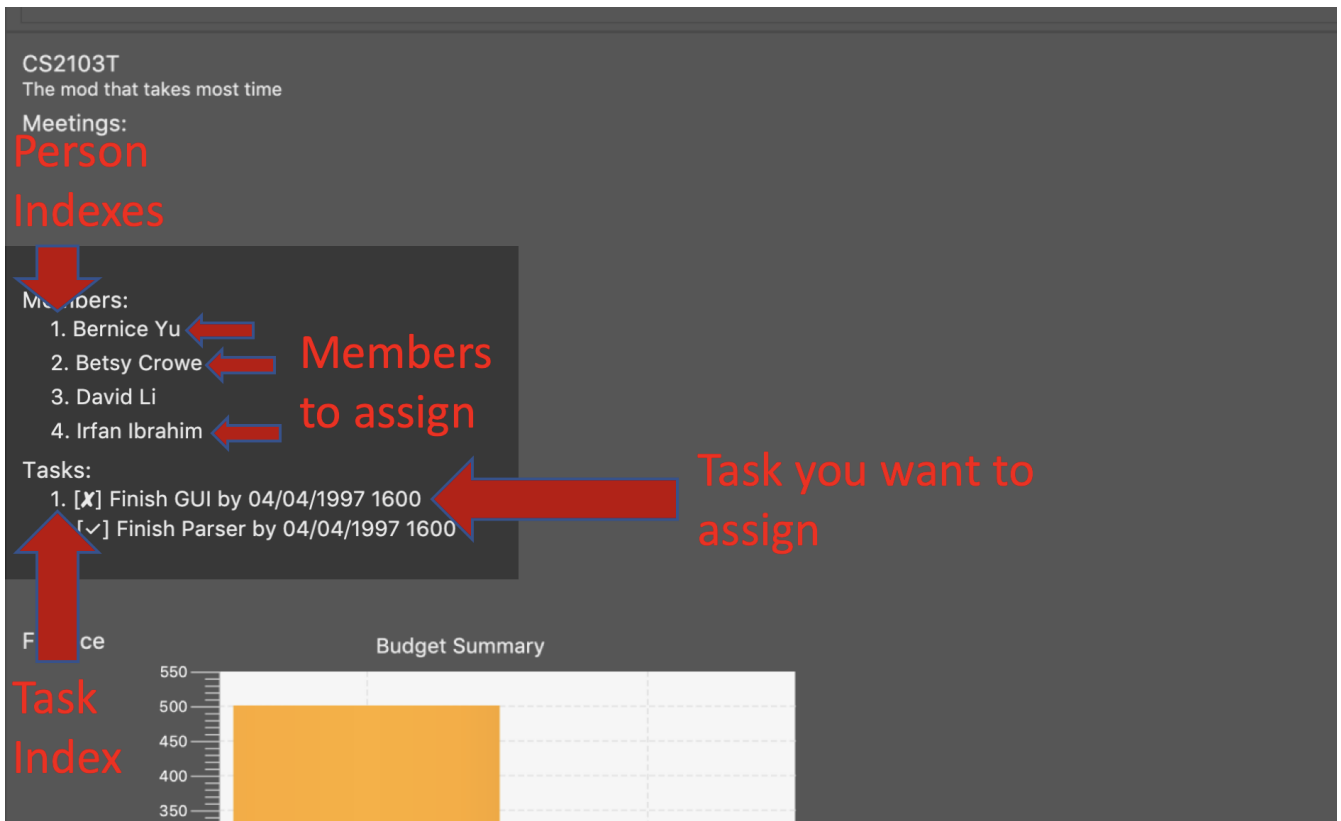 CS2103T
The mod that takes most time
Meetings:
Person
Indexes
Members:
1. Bernice Yu
2. Betsy Crowe
3. David Li
4. Irfan Ibrahim
Members
to assign
Tasks:
1. [✘] Finish GUI by 04/04/1997 1600
[✓] Finish Parser by 04/04/1997 1600
Task you want to
assign
Budget Summary
Task
Index
550
500
450
400
350